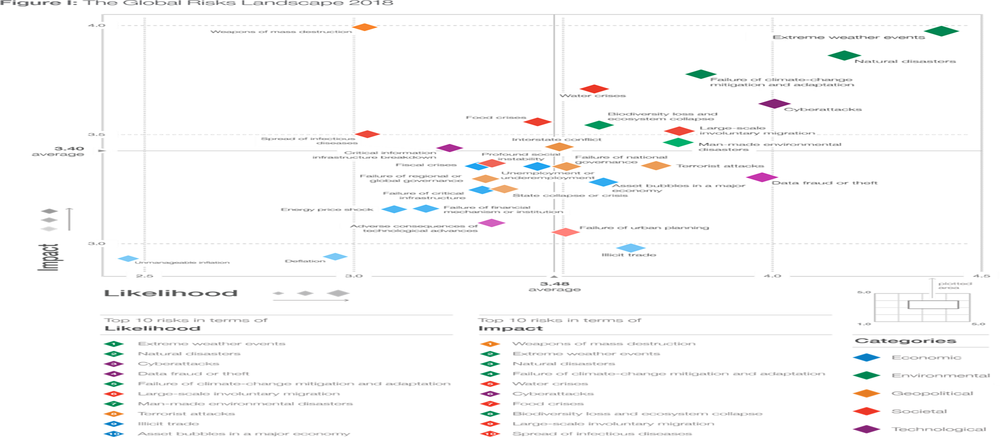 Figure I: The Global Risks Landscape 2018
4.0
Weapons of mass destruction
Extreme weather events
Natural disasters
Failure of climate-change
mitigation and adaptation
Water crises
Cyberattacks
Food crises
Biodiversity loss and
ecosystem collapse
Large-scale
involuntary migration
3.5
Spread of infectious
diseases
Interstate conflict
Man-made environmental
disasters
3.40
average
Critical information
infrastructure breakdown
Profound social
instability
Failure of national
governance
Fiscal crises
Terrorist attacks
Failure of regional or
global governance
Unemployment or
underemployment
Data fraud or theft
Asset bubbles in a major
economy
Failure of critical
infrastructure
State collapse or crisis
Energy price shock
Failure of financial
mechanism or institution
Adverse consequences of
technological advances
Failure of urban planning
3.0
Impact
Illicit trade
Unmanageable inflation
Deflation
2.5
3.0
4.0
4.5
3.48
average
Likelihood
plotted
area
5.0
1.0
5.0
Top 10 risks in terms of
Likelihood
1 Extreme weather events
2 Natural disasters
3 Cyberattacks
4 Data fraud or theft
5 Failure of climate-change mitigation and adaptation
6 Large-scale involuntary migration
7 Man-made environmental disasters
8 Terrorist attacks
9 Illicit trade
10 Asset bubbles in a major economy
Top 10 risks in terms of
Impact
1 Weapons of mass destruction
2 Extreme weather events
3 Natural disasters
4 Failure of climate-change mitigation and adaptation
5 Water crises
6 Cyberattacks
7 Food crises
8 Biodiversity loss and ecosystem collapse
9 Large-scale involuntary migration
10 Spread of infectious diseases
Categories
Economic
Environmental
Geopolitical
Societal
Technological